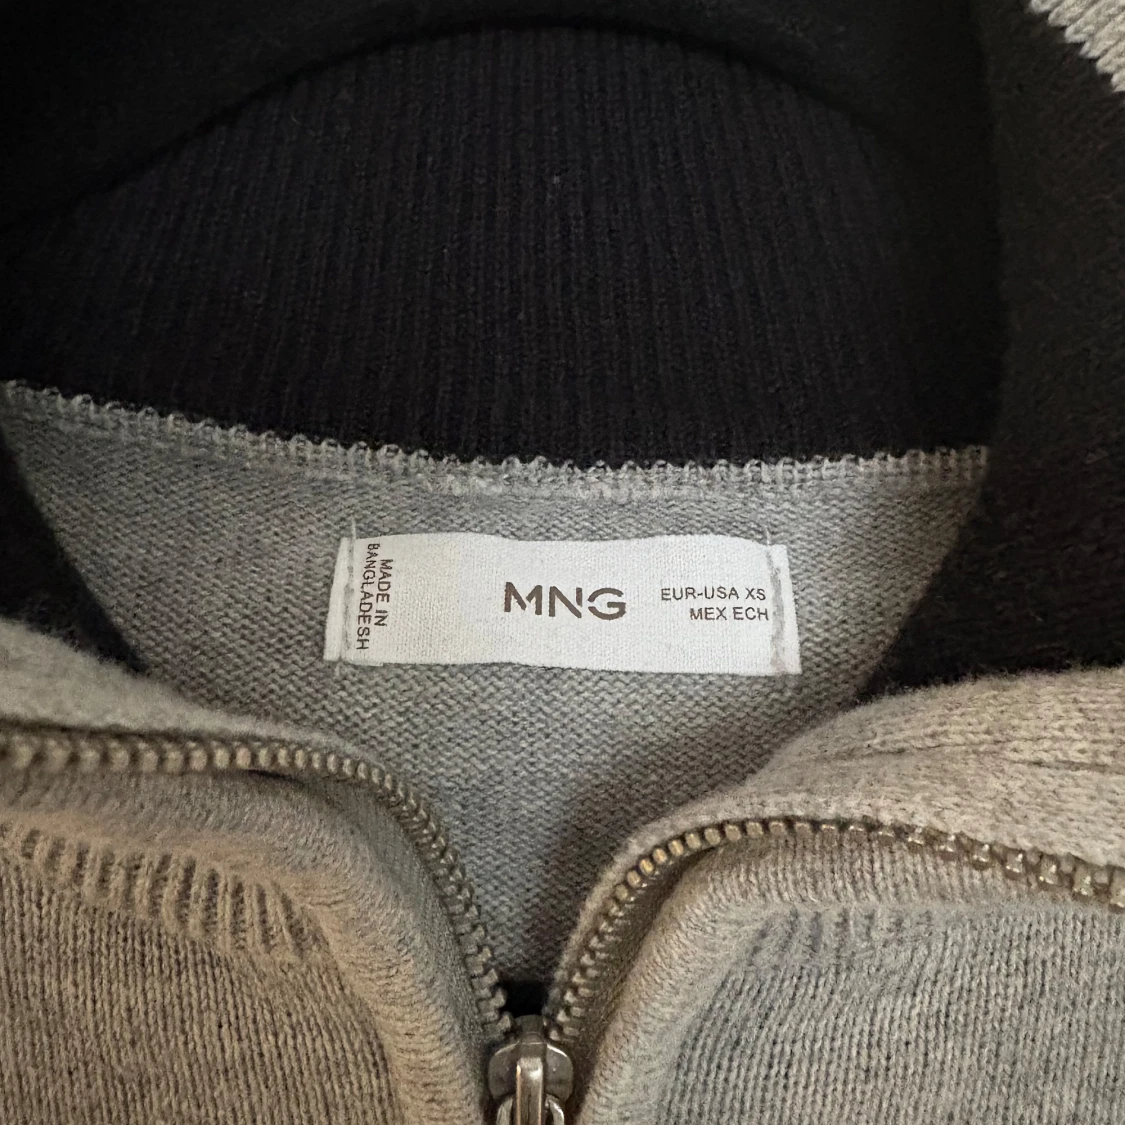 MADE IN
BANGLADESH
MNG
EUR-USA XS
MEX ECH